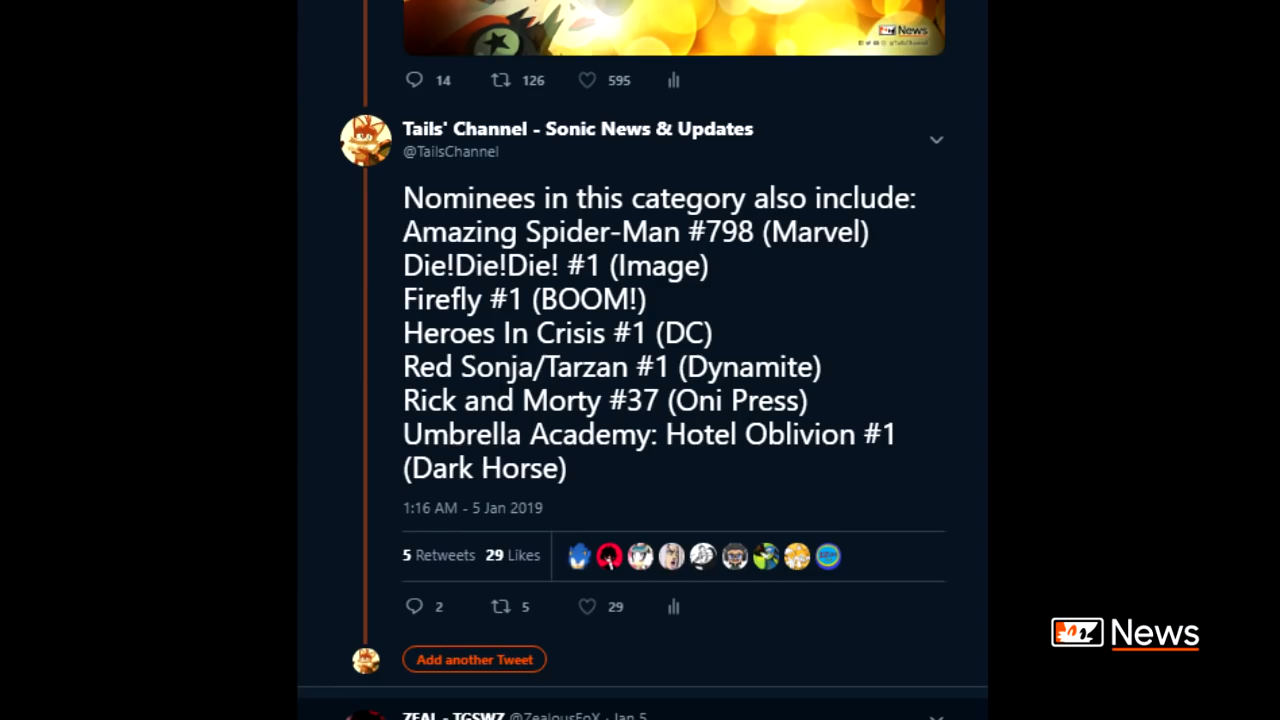 News
14 126 595
Tails' Channel - Sonic News & Updates
@TailsChannel
Nominees in this category also include:
Amazing Spider-Man #798 (Marvel)
Die!Die!Die! #1 (Image)
Firefly #1 (BOOM!)
Heroes In Crisis #1 (DC)
Red Sonja/Tarzan #1 (Dynamite)
Rick and Morty #37 (Oni Press)
Umbrella Academy: Hotel Oblivion #1
(Dark Horse)
1:16 AM - 5 Jan 2019
5 Retweets 29 Likes
2 5 29
News
Add another Tweet
ZEAL - TGSWZ @ZealousFoX · Jan 5